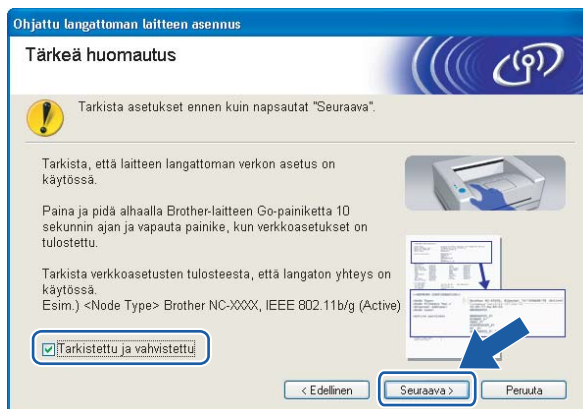 Ohjattu langattoman laitteen asennus
Tärkeä huomautus
Tarkista asetukset ennen kuin napsautat "Seuraava".
Tarkista, että laitteen langattoman verkon asetus on
käytössä.
Paina ja pidä alhaalla Brother-laitteen Go-painiketta 10
sekunnin ajan ja vapauta painike, kun verkkoasetukset on
tulostettu.
Tarkista verkkoasetusten tulosteesta, että langaton yhteys on
käytössä.
Esim.) <Node Type> Brother NC-XXXX, IEEE 802.11b/g (Active)
Tarkistettu ja vahvistettu
< Edellinen
Seuraava >
Peruuta